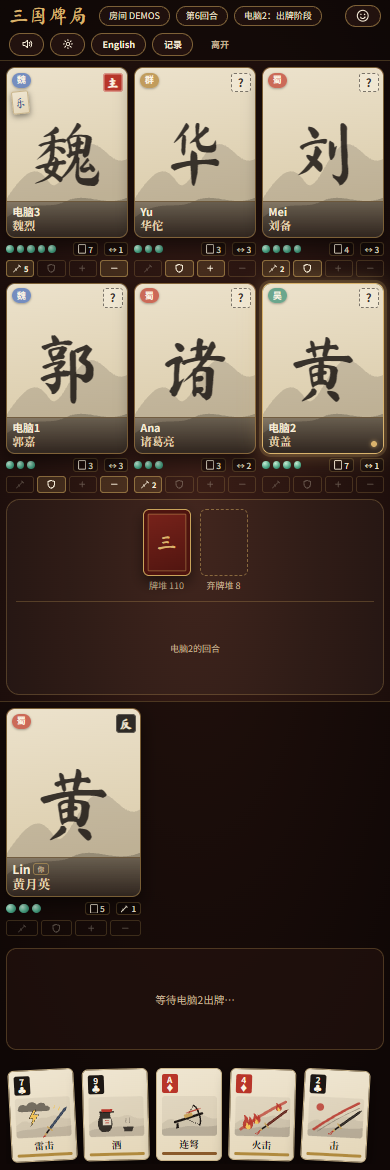 三国牌局 房间 DEMOS 第6回合 电脑2：出牌阶段
English 记录 离开
魏 主 乐 魏
电脑3
魏烈
7 1
5
群 ? 华
Yu
华佗
3 3
蜀 ? 刘
Mei
刘备
4 3
2
魏 ? 郭
电脑1
郭嘉
3 3
蜀 ? 诸
Ana
诸葛亮
3 2
2
吴 ? 黄
电脑2
黄盖
7 1
三
牌堆 110 弃牌堆 8
电脑2的回合
蜀 反 黄
Lin 你
黄月英
5 1
等待电脑2出牌…
7♣ 9♣ A♦ 4♦ 2♣
雷击 酒 连弩 火击 击